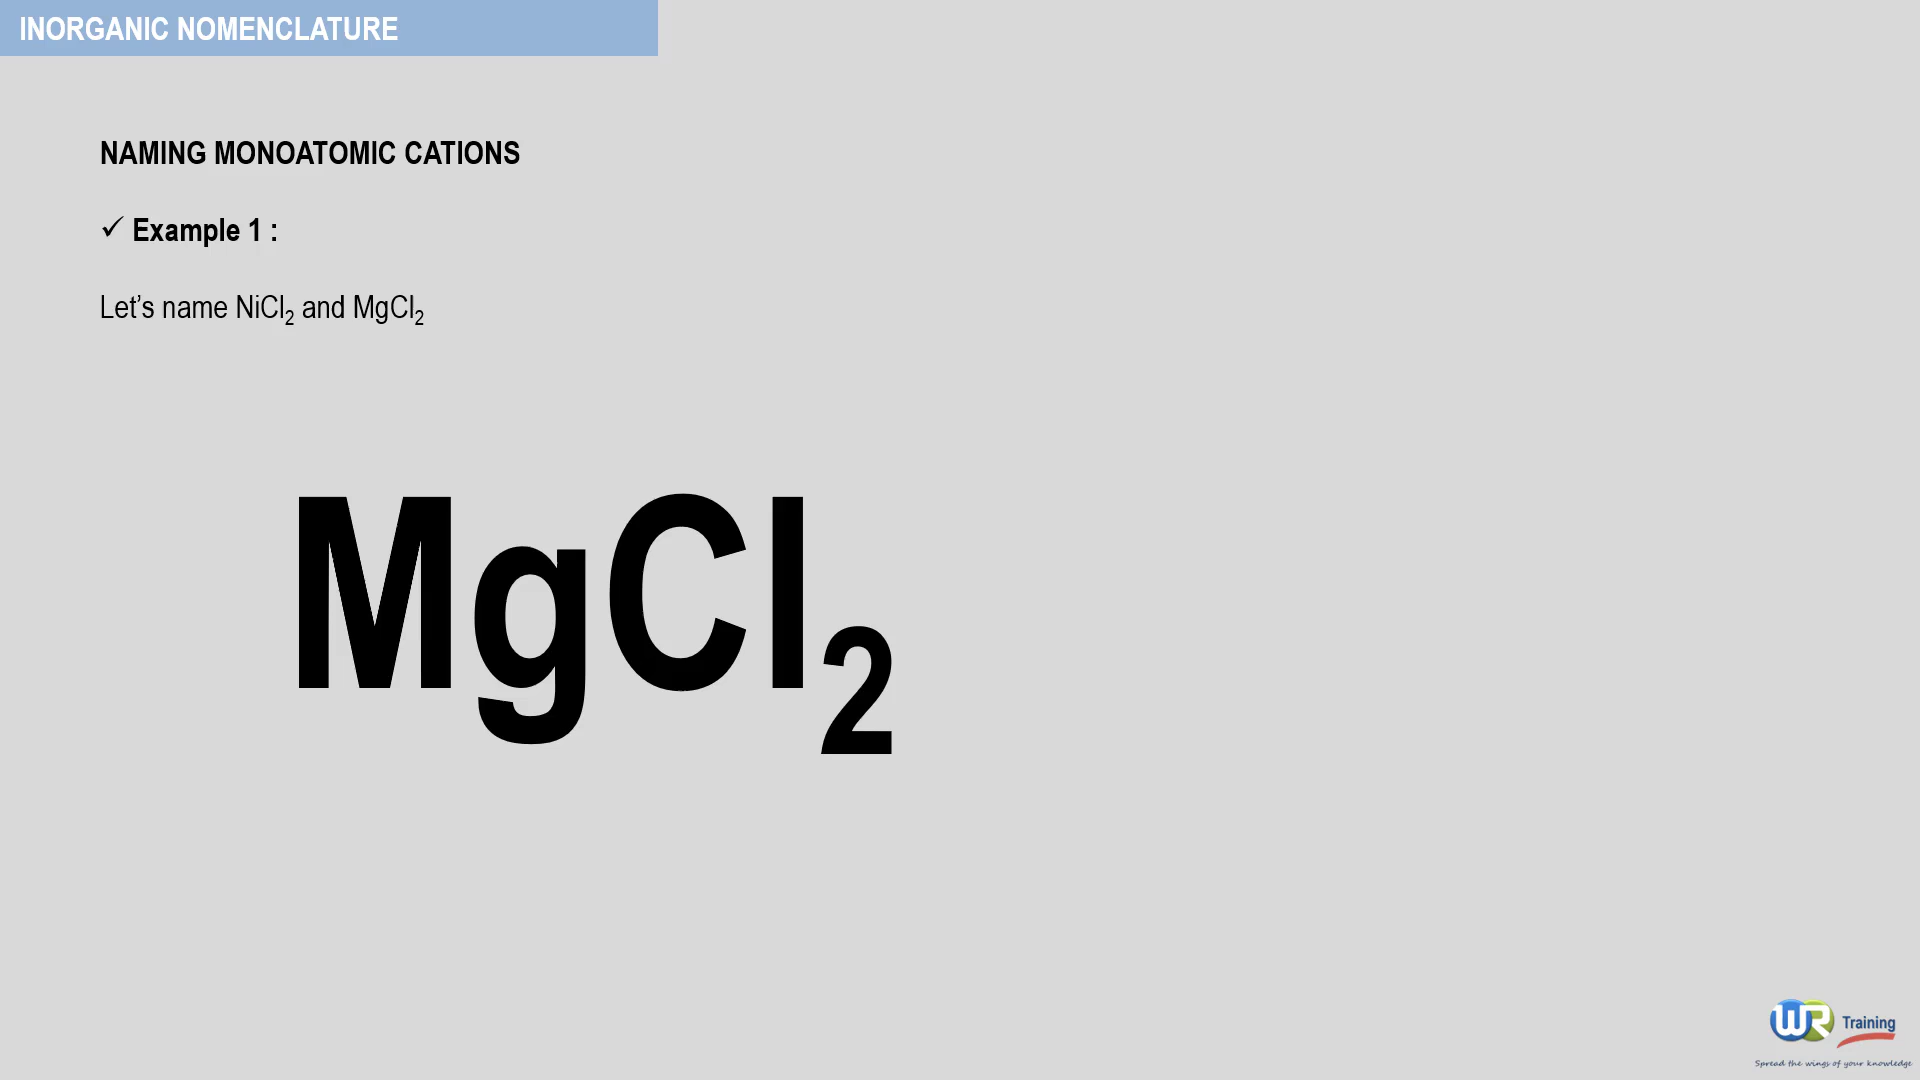 INORGANIC NOMENCLATURE
NAMING MONOATOMIC CATIONS
✓ Example 1 :
Let’s name NiCl₂ and MgCl₂
MgCl₂
WR Training
Spread the wings of your knowledge